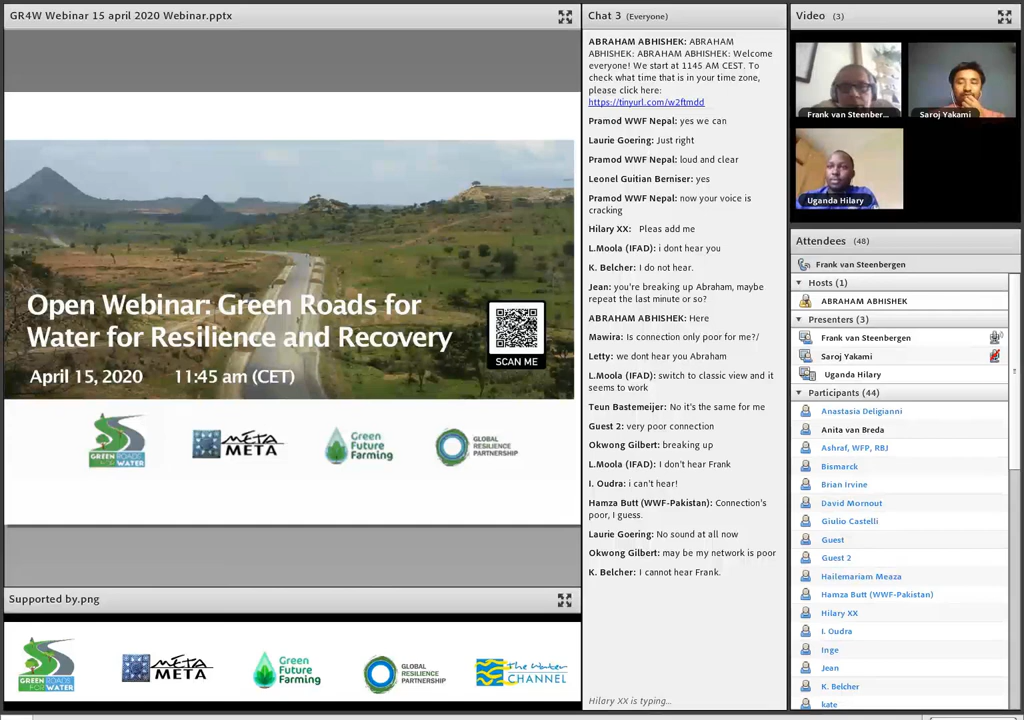 GR4W Webinar 15 april 2020 Webinar.pptx
Open Webinar: Green Roads for
Water for Resilience and Recovery
April 15, 2020 11:45 am (CET)
SCAN ME
GREEN ROADS
FOR WATER
META
META
Green
Future
Farming
GLOBAL
RESILIENCE
PARTNERSHIP
Supported by.png
GREEN ROADS
FOR WATER
META
META
Green
Future
Farming
GLOBAL
RESILIENCE
PARTNERSHIP
The Water
CHANNEL
Chat 3 (Everyone)
ABRAHAM ABHISHEK: ABRAHAM
ABHISHEK: ABRAHAM ABHISHEK: Welcome
everyone! We start at 1145 AM CEST. To
check what time that is in your time zone,
please click here:
https://tinyurl.com/w2ftmdd
Pramod WWF Nepal: yes we can
Laurie Goering: Just right
Pramod WWF Nepal: loud and clear
Leonel Guitian Berniser: yes
Pramod WWF Nepal: now your voice is
cracking
Hilary XX: Pleas add me
L.Moola (IFAD): i dont hear you
K. Belcher: I do not hear.
Jean: you're breaking up Abraham, maybe
repeat the last minute or so?
ABRAHAM ABHISHEK: Here
Mawira: Is connection only poor for me?/
Letty: we dont hear you Abraham
L.Moola (IFAD): switch to classic view and it
seems to work
Teun Bastemeijer: No it's the same for me
Guest 2: very poor connection
Okwong Gilbert: breaking up
L.Moola (IFAD): I don't hear Frank
I. Oudra: i can't hear!
Hamza Butt (WWF-Pakistan): Connection's
poor, I guess.
Laurie Goering: No sound at all now
Okwong Gilbert: may be my network is poor
K. Belcher: I cannot hear Frank.
Hilary XX is typing...
Video (3)
Frank van Steenber...
Saroj Yakami
Uganda Hilary
Attendees (48)
Frank van Steenbergen
Hosts (1)
ABRAHAM ABHISHEK
Presenters (3)
Frank van Steenbergen
Saroj Yakami
Uganda Hilary
Participants (44)
Anastasia Deligianni
Anita van Breda
Ashraf, WFP, RBJ
Bismarck
Brian Irvine
David Mornout
Giulio Castelli
Guest
Guest 2
Hailemariam Meaza
Hamza Butt (WWF-Pakistan)
Hilary XX
I. Oudra
Inge
Jean
K. Belcher
kate